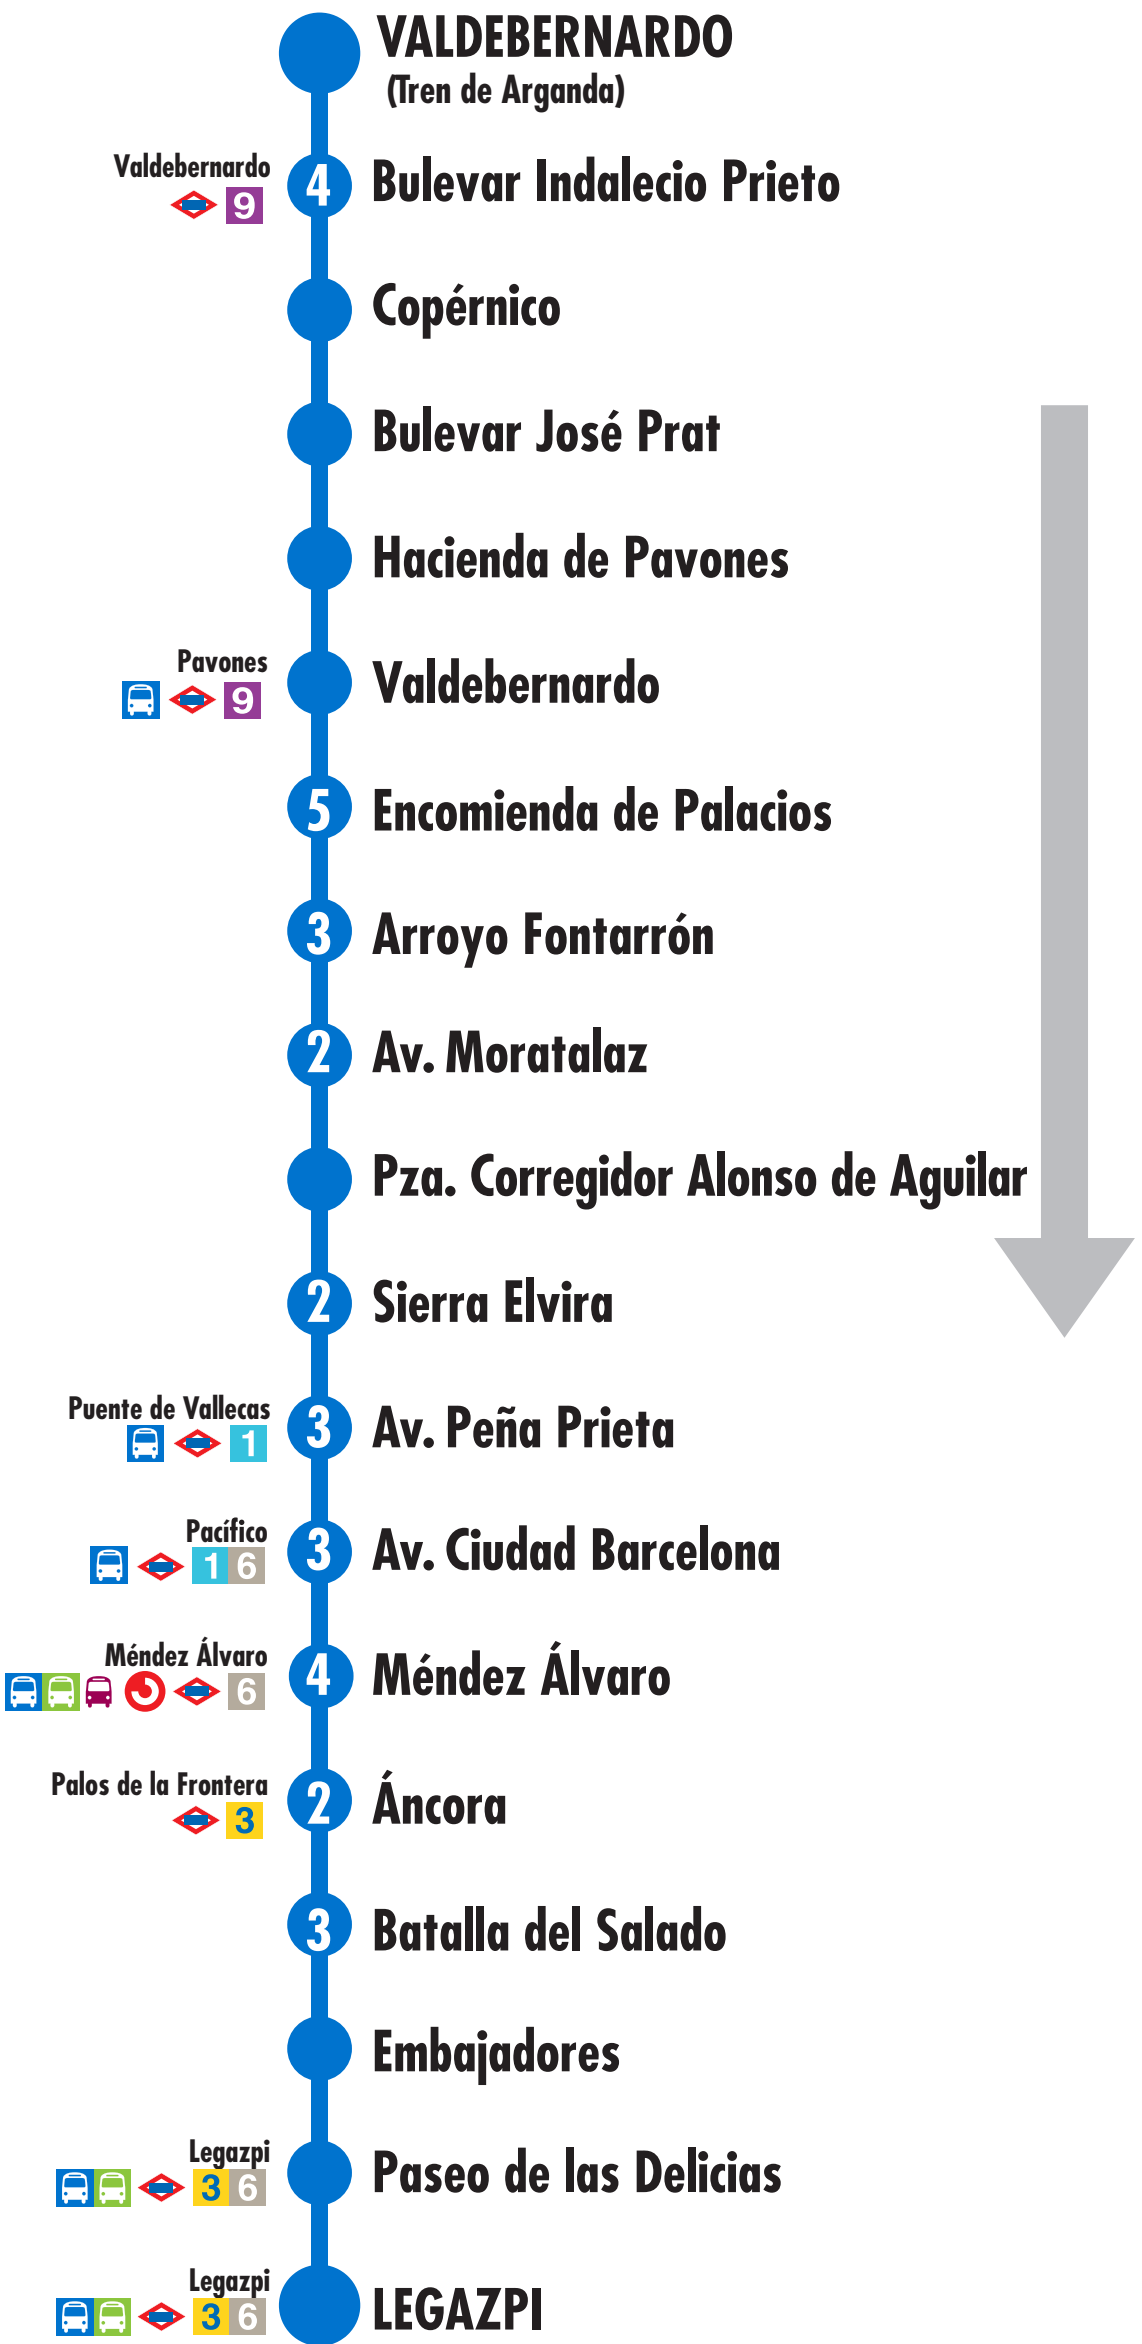 VALDEBERNARDO
(Tren de Arganda)
Valdebernardo
9
4 Bulevar Indalecio Prieto
Copérnico
Bulevar José Prat
Hacienda de Pavones
Pavones
9
Valdebernardo
5 Encomienda de Palacios
3 Arroyo Fontarrón
2 Av. Moratalaz
Pza. Corregidor Alonso de Aguilar
2 Sierra Elvira
Puente de Vallecas
1
3 Av. Peña Prieta
Pacífico
1 6
3 Av. Ciudad Barcelona
Méndez Álvaro
6
4 Méndez Álvaro
Palos de la Frontera
3
2 Áncora
3 Batalla del Salado
Embajadores
Legazpi
3 6
Paseo de las Delicias
Legazpi
3 6
LEGAZPI